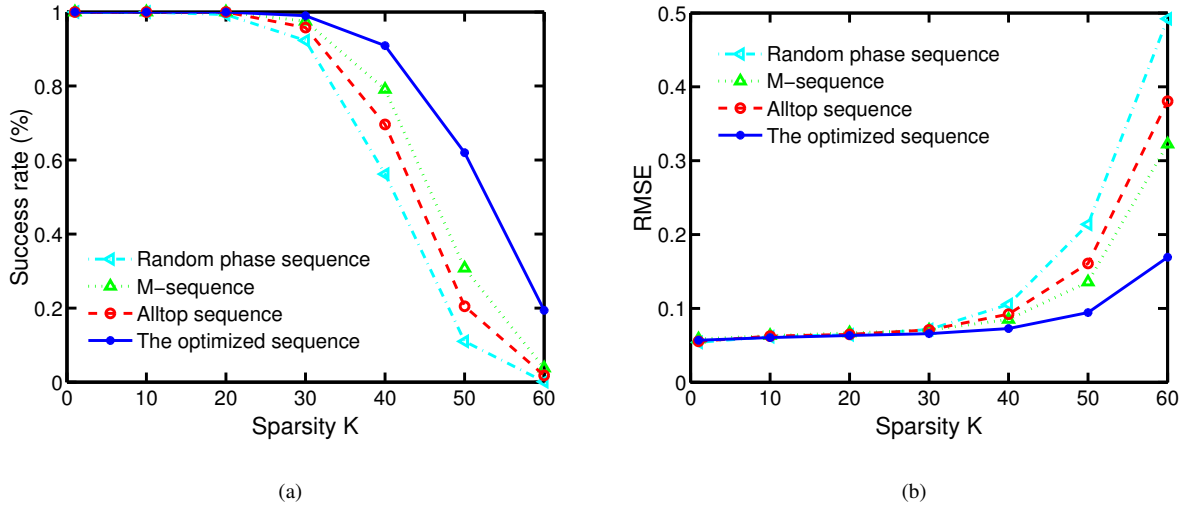 1
0.8
0.6
0.4
0.2
0
Success rate (%)
Random phase sequence
M−sequence
Alltop sequence
The optimized sequence
0 10 20 30 40 50 60
Sparsity K
(a)
0.5
0.4
0.3
0.2
0.1
0
RMSE
Random phase sequence
M−sequence
Alltop sequence
The optimized sequence
0 10 20 30 40 50 60
Sparsity K
(b)